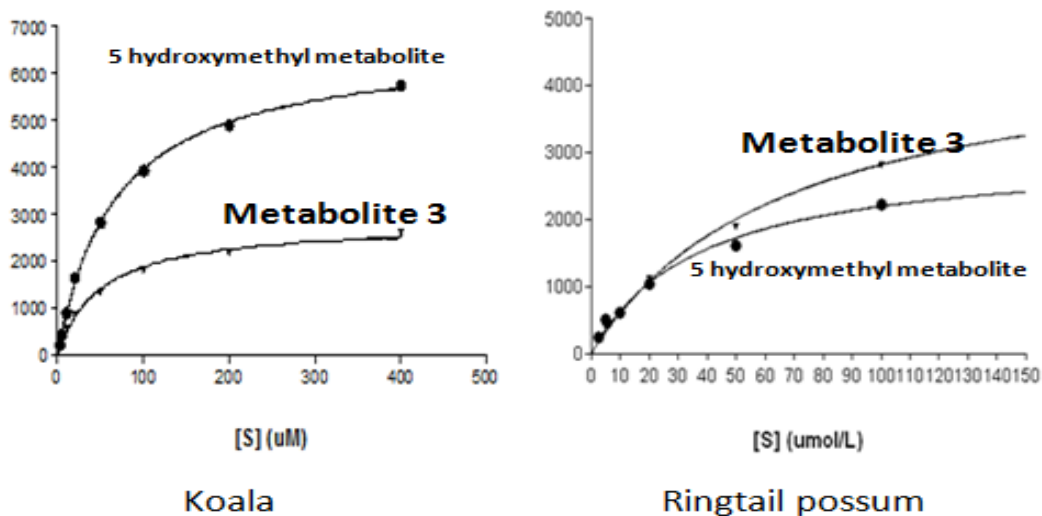 7000
6000
5000
4000
3000
2000
1000
0
5 hydroxymethyl metabolite
Metabolite 3
0 100 200 300 400 500
[S] (uM)
Koala
5000
4000
3000
2000
1000
0
Metabolite 3
5 hydroxymethyl metabolite
0 10 20 30 40 50 60 70 80 90 100 110 120 130 140 150
[S] (umol/L)
Ringtail possum